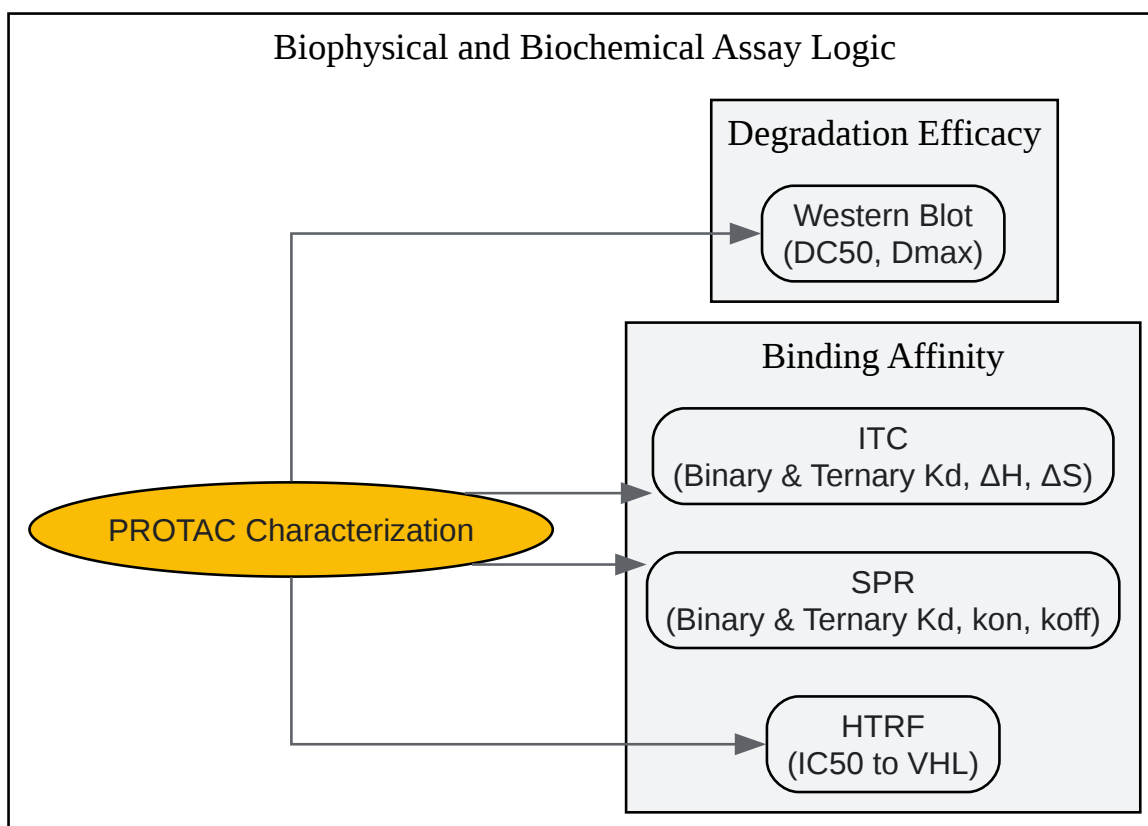 Biophysical and Biochemical Assay Logic
Degradation Efficacy
Western Blot
(DC50, Dmax)
Binding Affinity
ITC
(Binary & Ternary Kd, ΔH, ΔS)
PROTAC Characterization
SPR
(Binary & Ternary Kd, kon, koff)
HTRF
(IC50 to VHL)